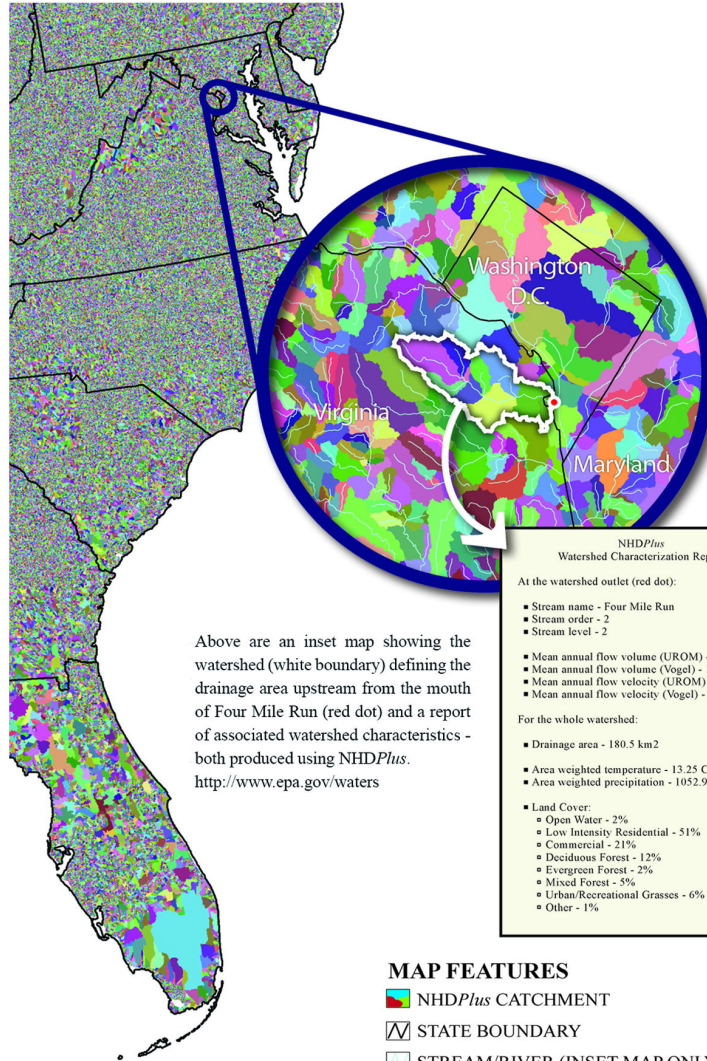 Washington
D.C.
Virginia
Maryland
NHDPlus
Watershed Characterization Rep
At the watershed outlet (red dot):
▪ Stream name - Four Mile Run
▪ Stream order - 2
▪ Stream level - 2
▪ Mean annual flow volume (UROM) -
▪ Mean annual flow volume (Vogel) -
▪ Mean annual flow velocity (UROM)
▪ Mean annual flow velocity (Vogel) -
For the whole watershed:
▪ Drainage area - 180.5 km2
▪ Area weighted temperature - 13.25 C
▪ Area weighted precipitation - 1052.9
▪ Land Cover:
▫ Open Water - 2%
▫ Low Intensity Residential - 51%
▫ Commercial - 21%
▫ Deciduous Forest - 12%
▫ Evergreen Forest - 2%
▫ Mixed Forest - 5%
▫ Urban/Recreational Grasses - 6%
▫ Other - 1%
Above are an inset map showing the
watershed (white boundary) defining the
drainage area upstream from the mouth
of Four Mile Run (red dot) and a report
of associated watershed characteristics -
both produced using NHDPlus.
http://www.epa.gov/waters
MAP FEATURES
NHDPlus CATCHMENT
STATE BOUNDARY
STREAM/RIVER (INSET MAP ONLY